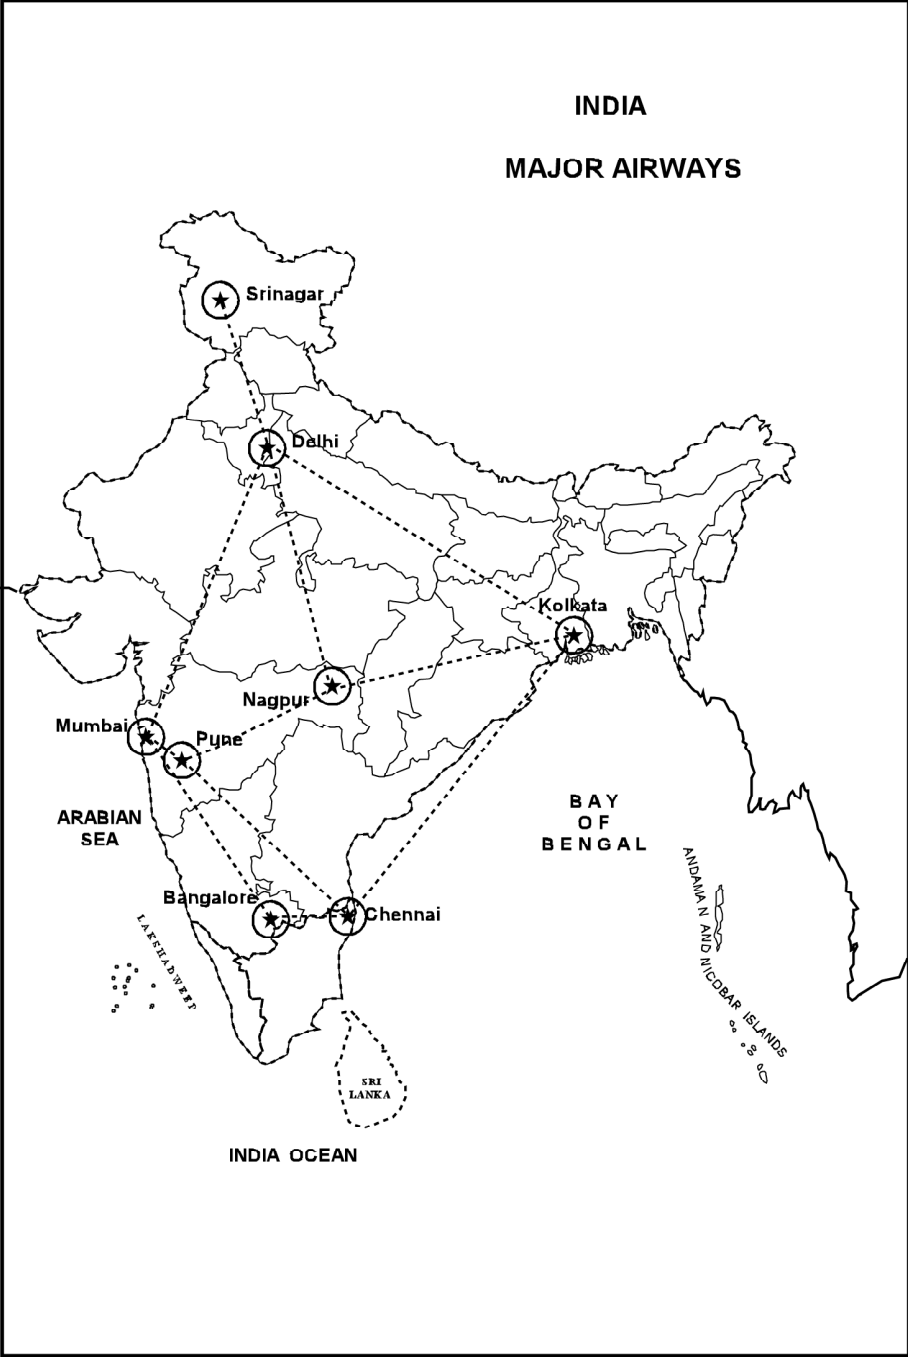 INDIA
MAJOR AIRWAYS
Srinagar
Delhi
Kolkata
Nagpur
Mumbai
Pune
ARABIAN
SEA
BAY
OF
BENGAL
Bangalore
Chennai
LAKSHADWEEP
ANDAMAN AND NICOBAR ISLANDS
SRI
LANKA
INDIA OCEAN